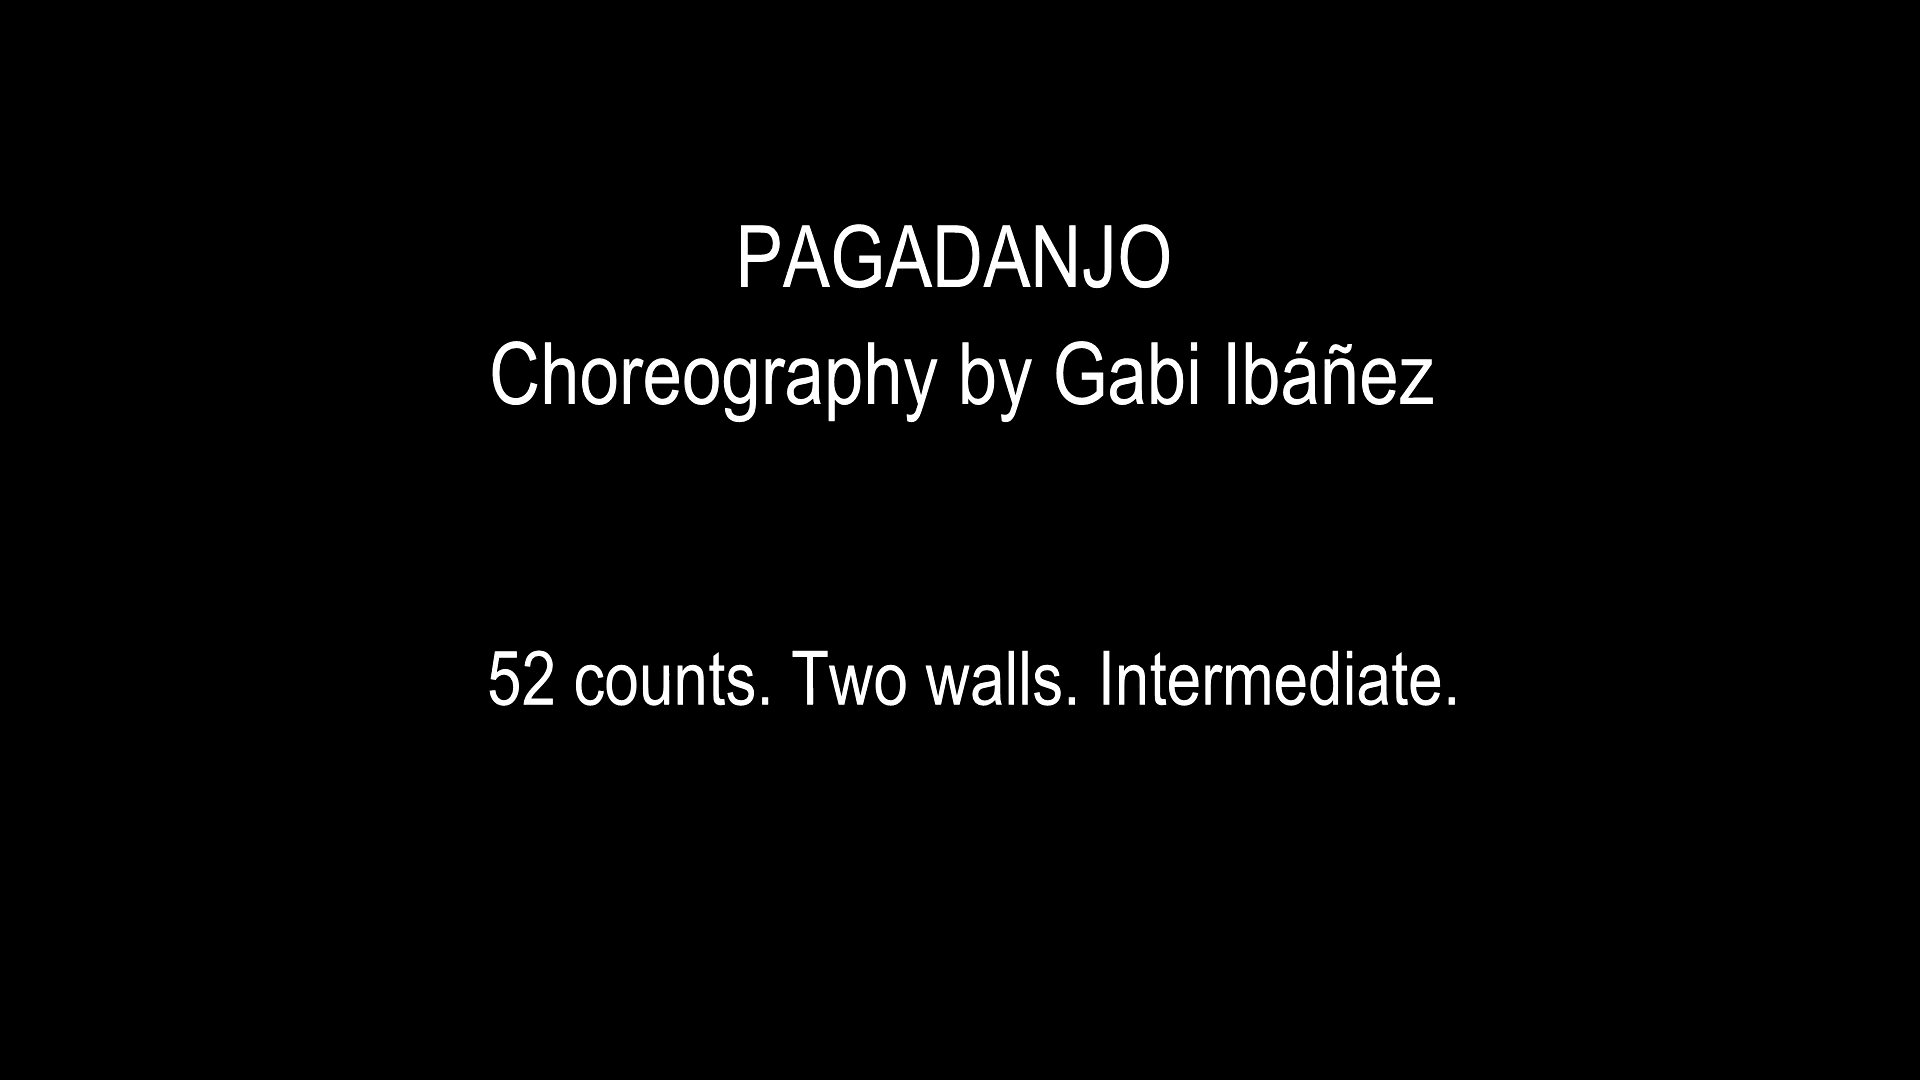 PAGADANJO
Choreography by Gabi Ibáñez
52 counts. Two walls. Intermediate.